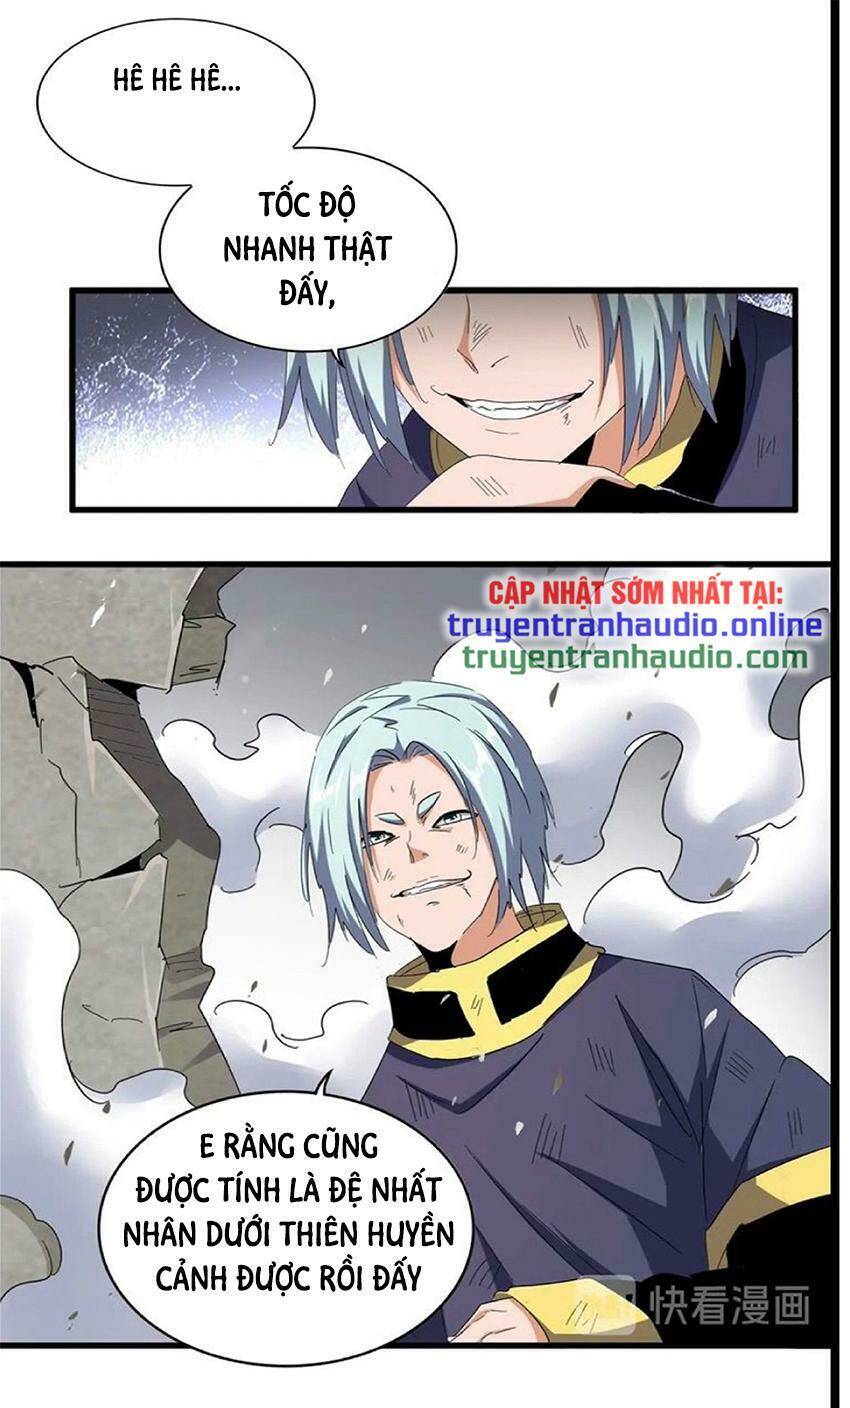 HÊ HÊ HÊ...
TỐC ĐỘ
NHANH THẬT
ĐẤY,
CẬP NHẬT SỚM NHẤT TẠI:
truyentranhaudio.online
truyentranhaudio.com
E RẰNG CŨNG
ĐƯỢC TÍNH LÀ ĐỆ NHẤT
NHÂN DƯỚI THIÊN HUYỀN
CẢNH ĐƯỢC RỒI ĐẤY
快看漫画